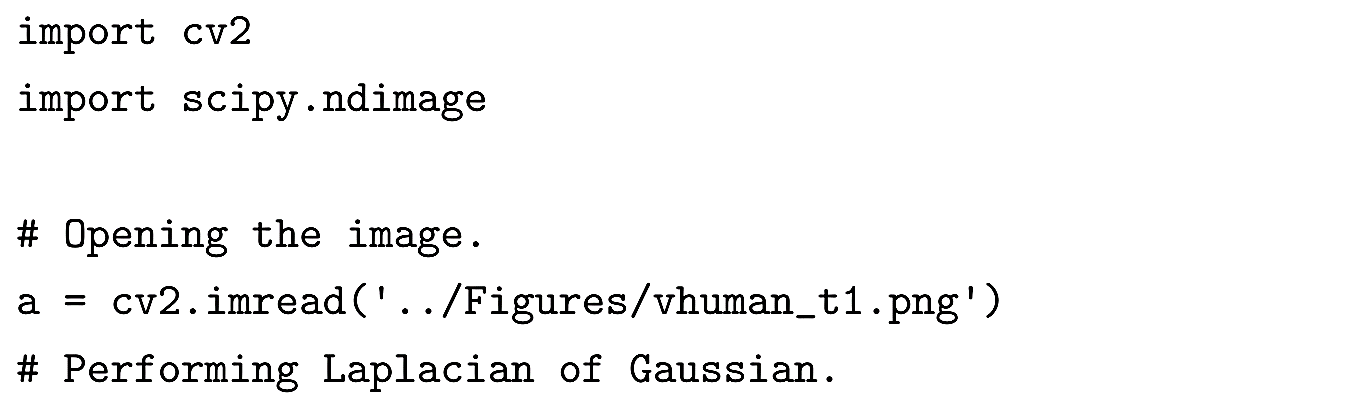 import cv2
import scipy.ndimage
# Opening the image.
a = cv2.imread('../Figures/vhuman_t1.png')
# Performing Laplacian of Gaussian.